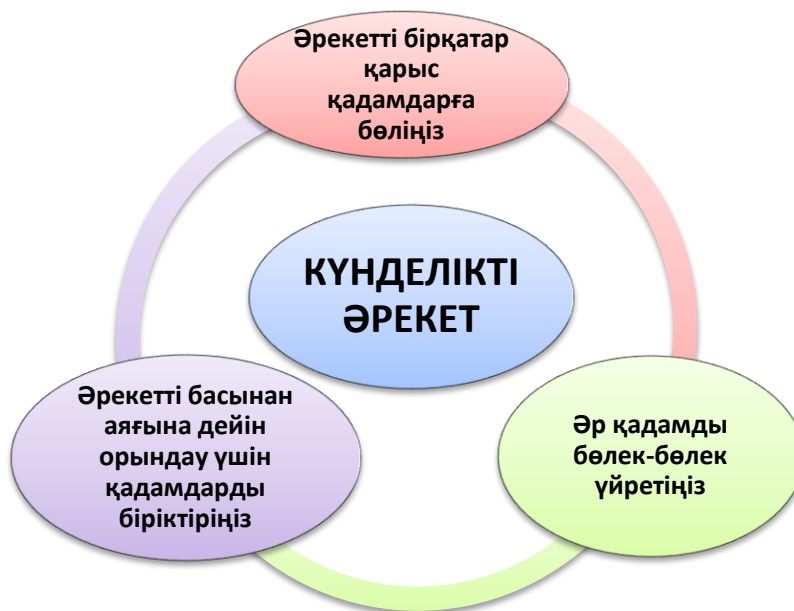 Әрекетті бірқатар
қарыс
қадамдарға
бөліңіз
КҮНДЕЛІКТІ
ӘРЕКЕТ
Әр қадамды
бөлек-бөлек
үйретіңіз
Әрекетті басынан
аяғына дейін
орындау үшін
қадамдарды
біріктіріңіз